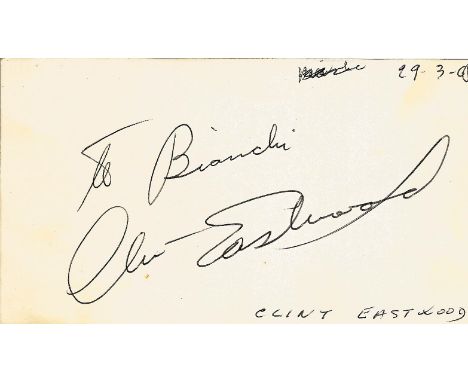 29-3-
To Bianchi
Clint Eastwood
CLINT EASTWOOD